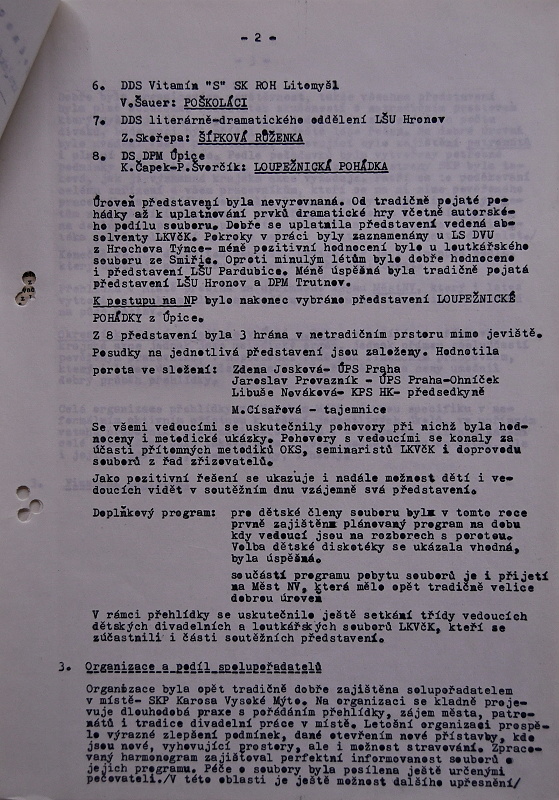 - 2 -
6. DDS Vitamín "S" SK ROH Litomyšl
V.Šauer: POŠKOLÁCI
7. DDS literárně-dramatického oddělení LŠU Hronov
Z.Skořepa: ŠÍPKOVÁ RŮŽENKA
8. DS DPM Úpice
K.Čapek-P.Švorčík: LOUPEŽNICKÁ POHÁDKA
Úroveň představení byla nevyrovnaná. Od tradičně pojaté po-
hádky až k uplatňování prvků dramatické hry včetně autorské-
ho podílu souboru. Dobře se uplatnila představení vedená ab-
solventy LKVČK. Pokroky v práci byly zaznamenány u LS DVU
z Hrochova Týnce- méně pozitivní hodnocení bylo u loutkářského
souboru ze Smiřic. Oproti minulým létům bylo dobře hodnoceno
i představení LŠU Pardubice. Méně úspěšná byla tradičně pojatá
představení LŠU Hronov a DPM Trutnov.
K postupu na NP bylo nakonec vybráno představení LOUPEŽNICKÉ
POHÁDKY z Úpice.
Z 8 představení byla 3 hrána v netradičním prstoru mimo jeviště.
Posudky na jednotlivá představení jsou založeny. Hodnotila
porota ve složení: Zdena Josková- ÚPS Praha
Jaroslav Provazník - ÚPS Praha-Ohníček
Libuše Nováková- KPS HK- předsedkyně
M.Císařová - tajemnice
Se všemi vedoucími se uskutečnily pohovory při nichž byla hod-
noceny i metodické ukázky. Pohovory s vedoucími se konaly za
účasti přítomných metodiků OKS, seminaristů LKVČK i doprovodu
souborů z řad zřizovatelů.
Jako pozitivní řešení se ukazuje i nadále možnost dětí i ve-
doucích vidět v soutěžním dnu vzájemně svá představení.
Doplňkový program: pro dětské členy souboru bylm v tomto roce
prvně zajištěnm plánovaný program na dobu
kdy vedoucí jsou na rozborech s porotou.
Volba dětské diskotéky se ukázala vhodná,
byla úspěšná.
součástí programu pobytu souborů je i přijetí
na Měst NV, která mělo opět tradičně velice
dobrou úroveň
V rámci přehlídky se uskutečnilo ještě setkání třídy vedoucích
dětských divadelních a loutkářských souborů LKVČK, kteří se
zúčastnili i části soutěžních představení.
3. Organizace a podíl spolupořadatelů
Organizace byla opět tradičně dobře zajištěna solupořadatelem
v místě- SKP Karosa Vysoké Mýto. Na organizaci se kladně proje-
vuje dlouhodobá praxe s pořádáním přehlídky, zájem města, patro-
nátů i tradice divadelní práce v místě. Letošní organizaci prospě-
lo výrazné zlepšení podmínek, dané otevřením nové přístavby, kde
jsou nové, vyhovující prostory, ale i možnost stravování. Zpraco-
vaný harmonogram zajišťoval perfektní informovanost souborů o
jejich programu. Péče o soubory byla posílena ještě určenými
pečovateli./V této oblasti je ještě možnost dalšího upřesnění/